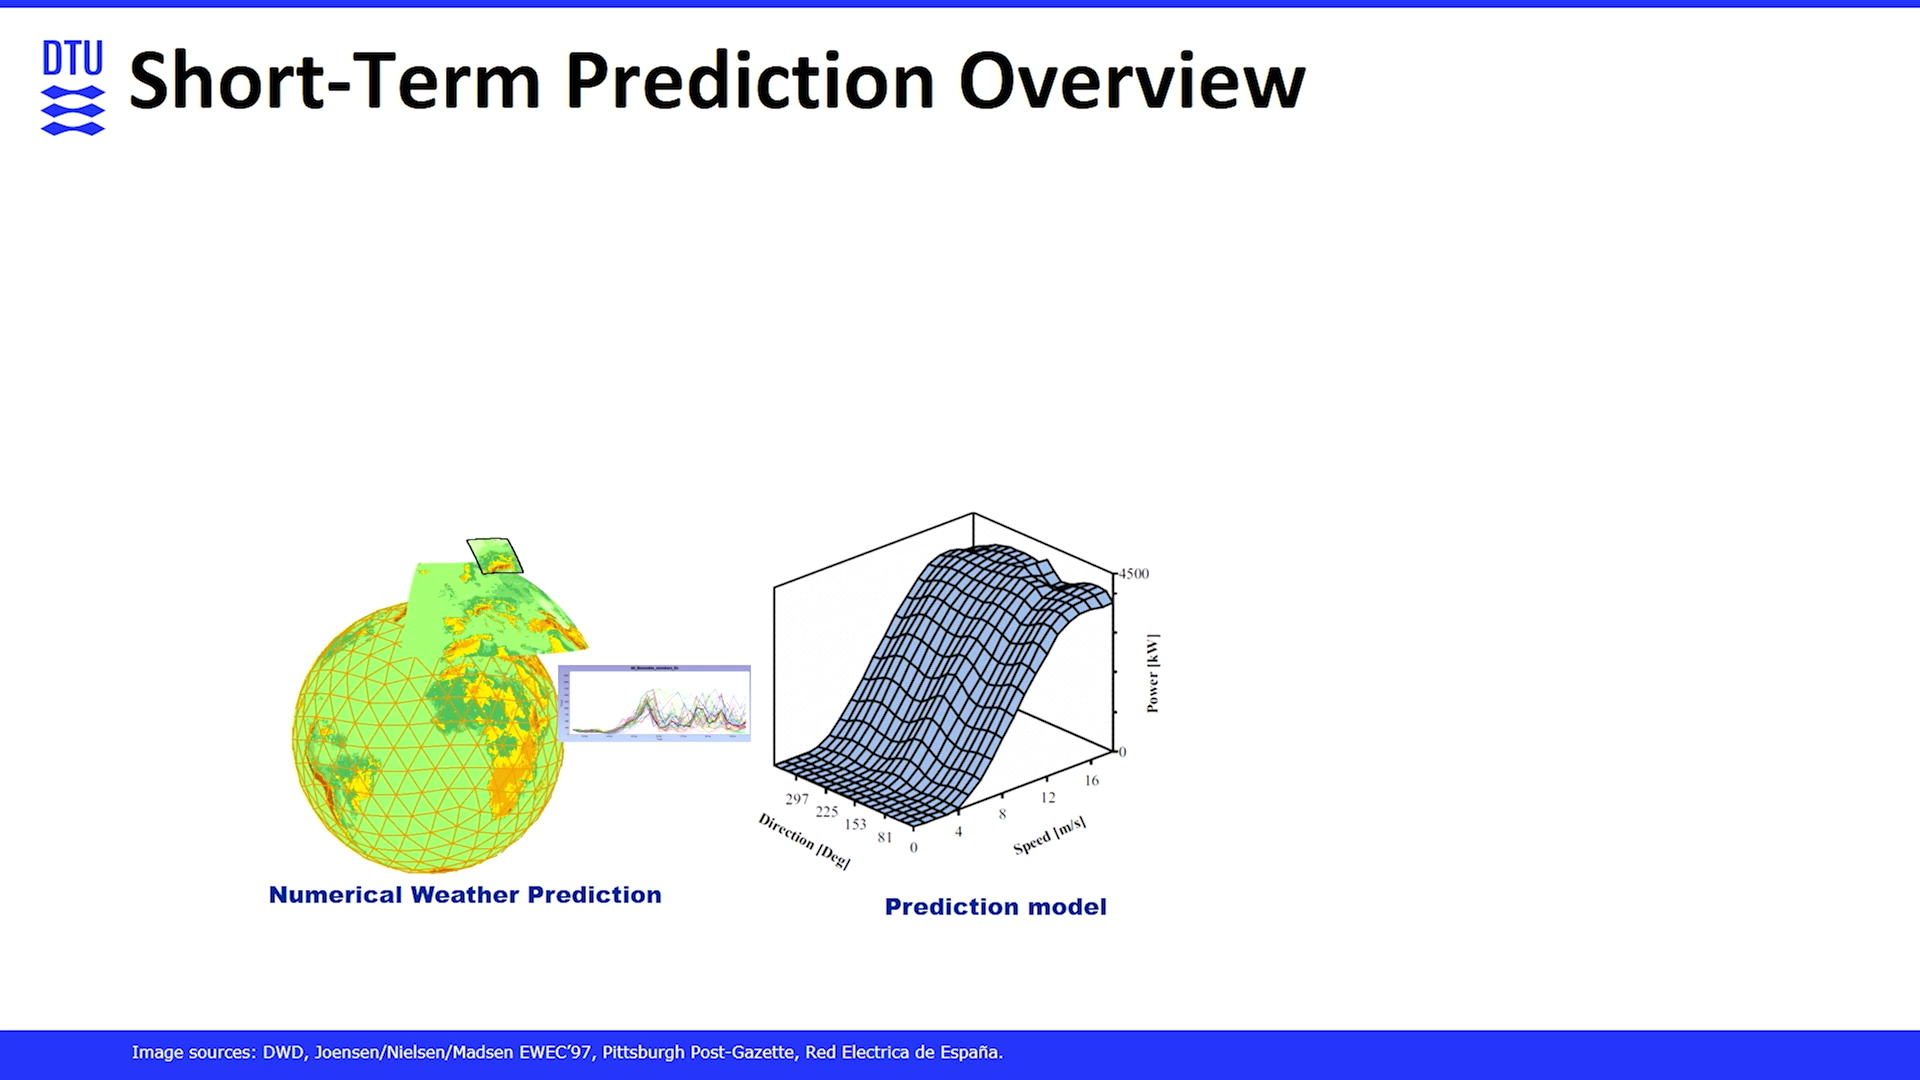 DTU
Short-Term Prediction Overview
4500
Power [kW]
0
16
12
8
4
0
Speed [m/s]
297
225
153
81
Direction [Deg]
Numerical Weather Prediction
Prediction model
Image sources: DWD, Joensen/Nielsen/Madsen EWEC’97, Pittsburgh Post-Gazette, Red Electrica de España.